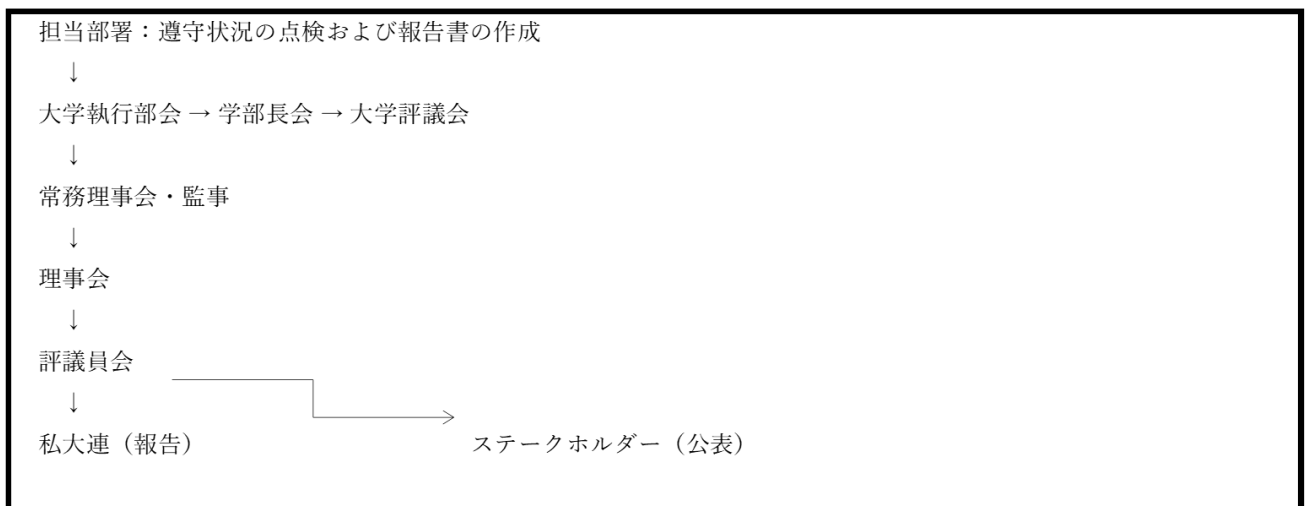 担当部署：遵守状況の点検および報告書の作成
↓
大学執行部会 → 学部長会 → 大学評議会
↓
常務理事会・監事
↓
理事会
↓
評議員会
↓
私大連（報告） ステークホルダー（公表）